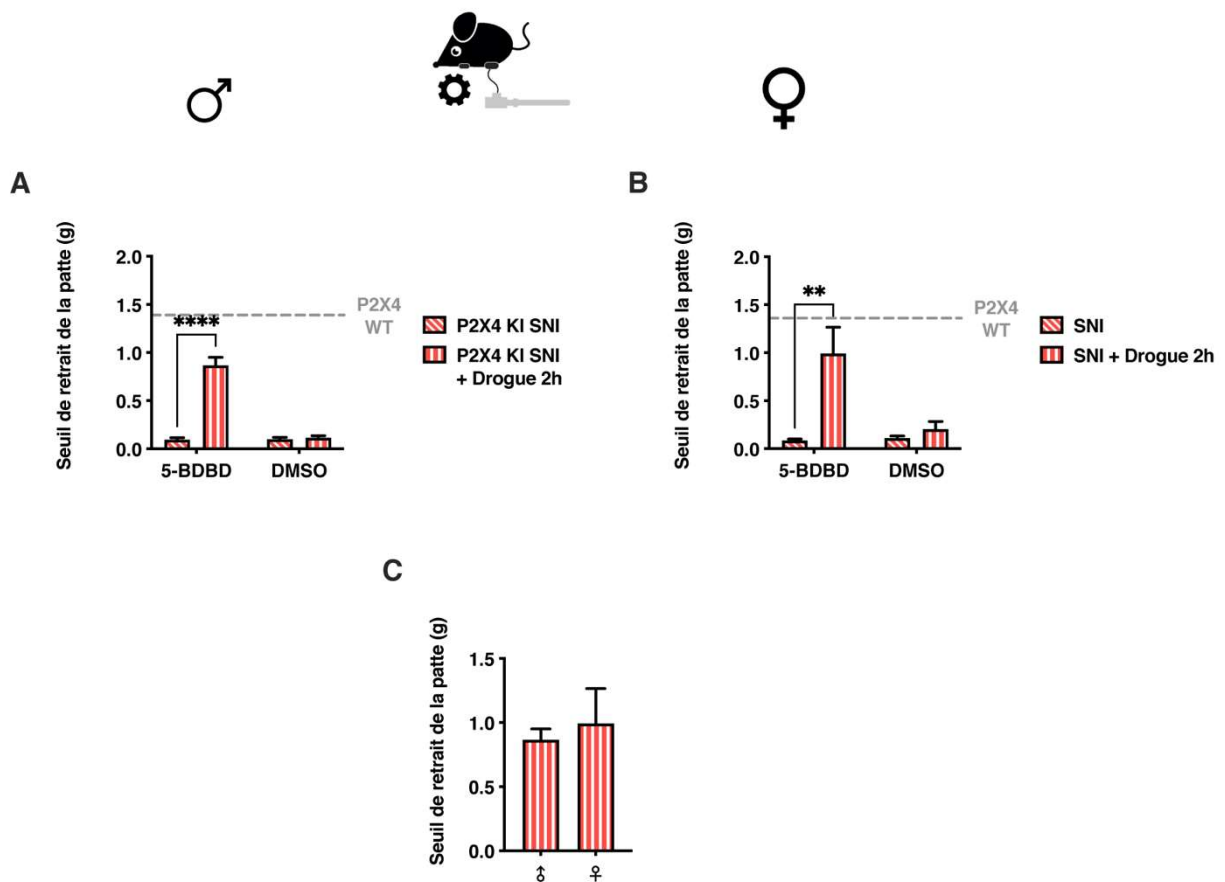 ♂
♀
A
Seuil de retrait de la patte (g)
2.0
1.5
1.0
0.5
0.0
****
P2X4
WT
5-BDBD
DMSO
P2X4 KI SNI
P2X4 KI SNI
+ Drogue 2h
B
Seuil de retrait de la patte (g)
2.0
1.5
1.0
0.5
0.0
**
P2X4
WT
5-BDBD
DMSO
SNI
SNI + Drogue 2h
C
Seuil de retrait de la patte (g)
1.5
1.0
0.5
0.0
♂
♀